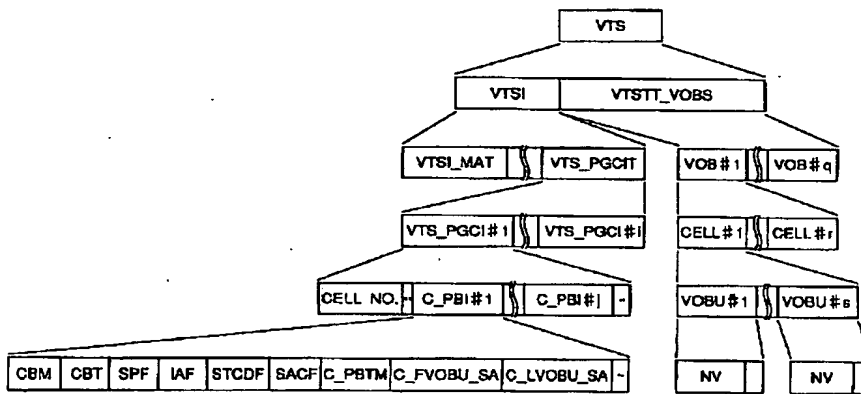 VTS
VTSI VTSTT_VOBS
VTSI_MAT VTS_PGCIT VOB#1 VOB#q
VTS_PGCI#1 VTS_PGCI#i CELL#1 CELL#r
CELL NO. -- C_PBI#1 C_PBI#j - VOBU#1 VOBU#s
CBM CBT SPF IAF STCDF SACF C_PBTM C_FVOBU_SA C_LVOBU_SA - NV NV